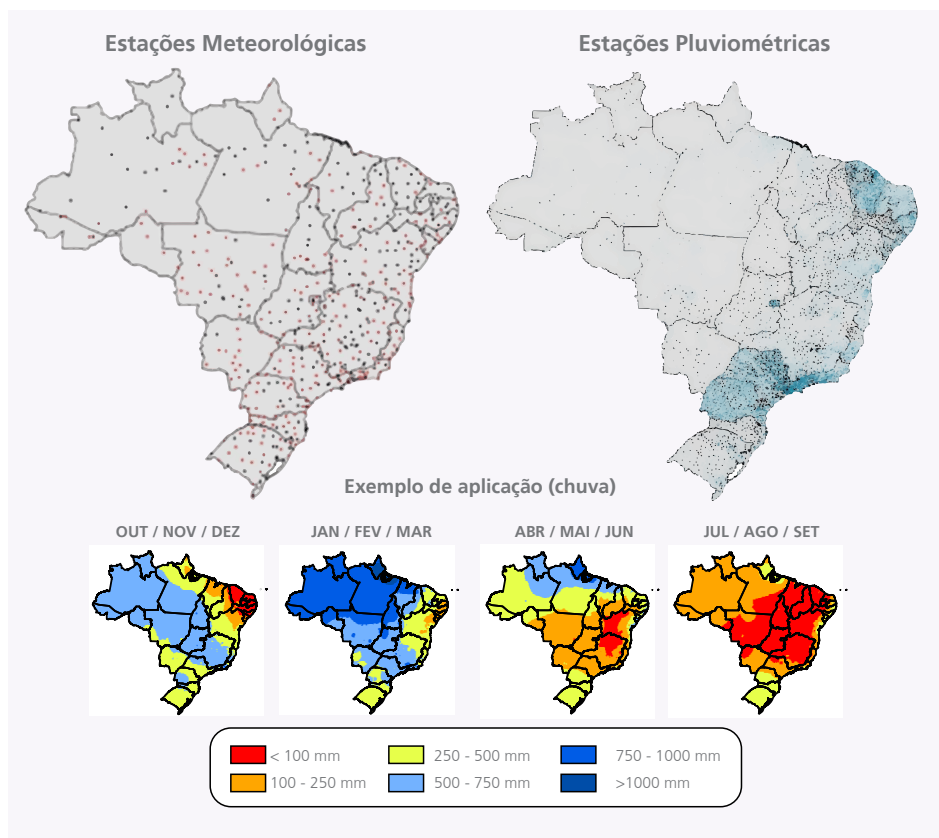 Estações Meteorológicas
Estações Pluviométricas
Exemplo de aplicação (chuva)
OUT / NOV / DEZ
JAN / FEV / MAR
ABR / MAI / JUN
JUL / AGO / SET
< 100 mm
250 - 500 mm
750 - 1000 mm
100 - 250 mm
500 - 750 mm
>1000 mm